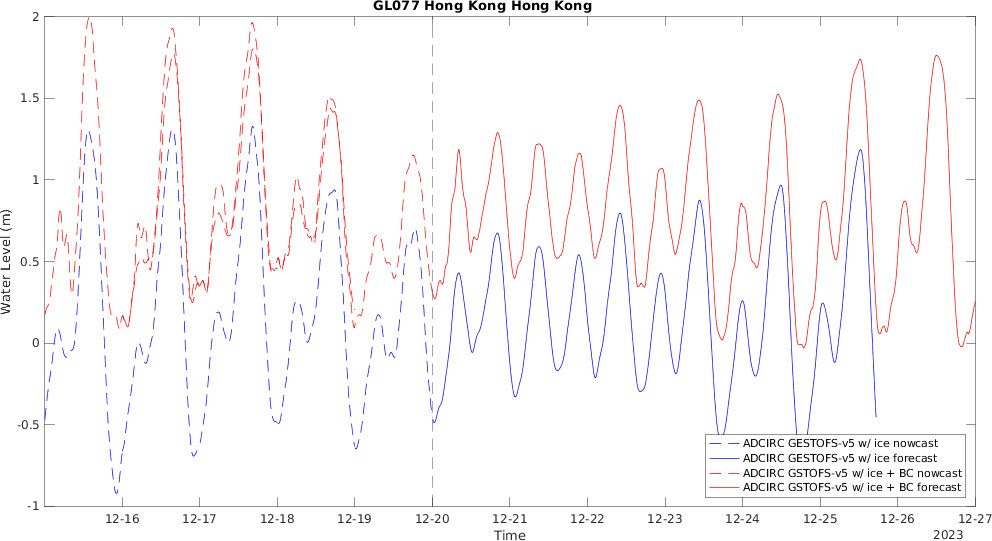 GL077 Hong Kong Hong Kong
Water Level (m)
2
1.5
1
0.5
0
-0.5
-1
ADCIRC GESTOFS-v5 w/ ice nowcast
ADCIRC GESTOFS-v5 w/ ice forecast
ADCIRC GSTOFS-v5 w/ ice + BC nowcast
ADCIRC GSTOFS-v5 w/ ice + BC forecast
12-16 12-17 12-18 12-19 12-20 12-21 12-22 12-23 12-24 12-25 12-26 12-27
Time
2023